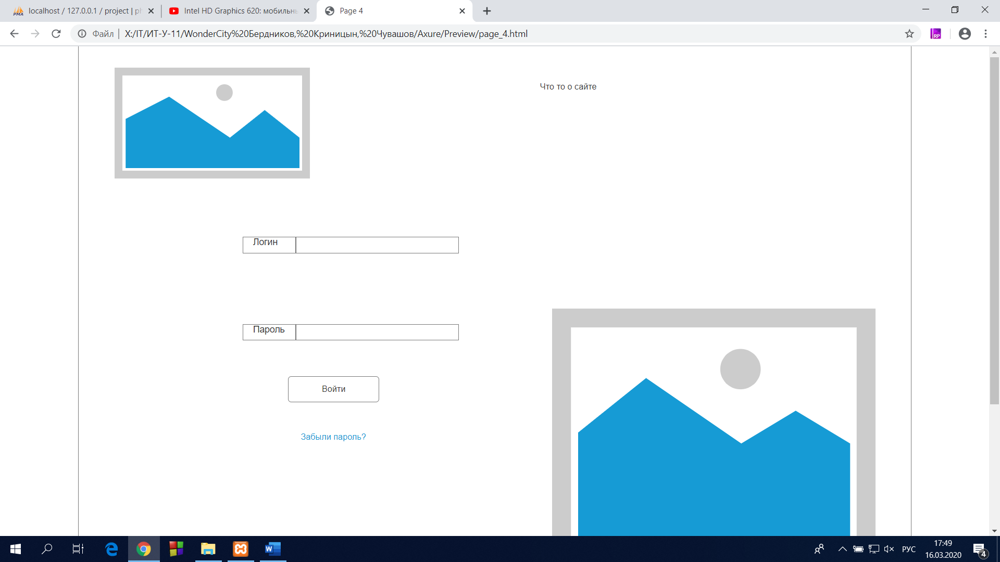 localhost / 127.0.0.1 / project | ph
Intel HD Graphics 620: мобильны
Page 4
Файл | X:/IT/ИТ-У-11/WonderCity%20Бердников,%20Криницын,%20Чувашов/Axure/Preview/page_4.html
RP
Что то о сайте
Логин
Пароль
Войти
Забыли пароль?
РУС
17:49
16.03.2020
4